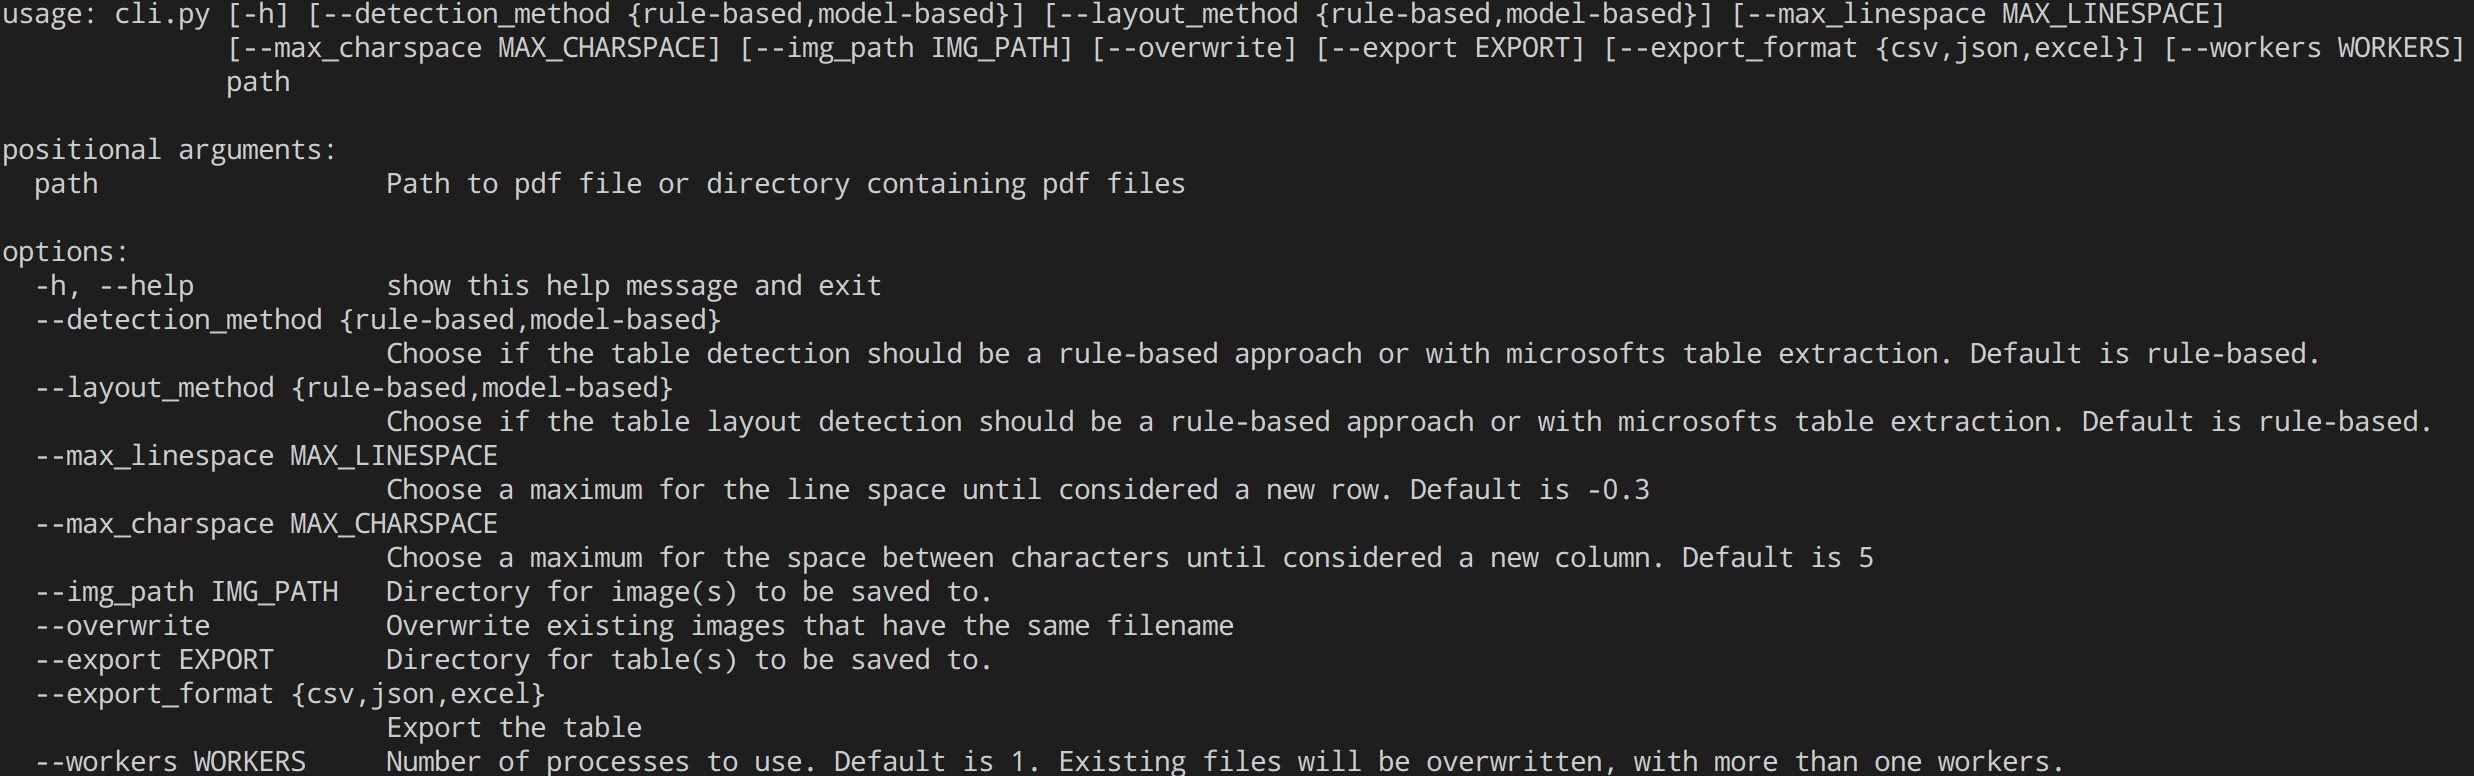 usage: cli.py [-h] [--detection_method {rule-based,model-based}] [--layout_method {rule-based,model-based}] [--max_linespace MAX_LINESPACE]
              [--max_charspace MAX_CHARSPACE] [--img_path IMG_PATH] [--overwrite] [--export EXPORT] [--export_format {csv,json,excel}] [--workers WORKERS]
              path

positional arguments:
  path                  Path to pdf file or directory containing pdf files

options:
  -h, --help            show this help message and exit
  --detection_method {rule-based,model-based}
                        Choose if the table detection should be a rule-based approach or with microsofts table extraction. Default is rule-based.
  --layout_method {rule-based,model-based}
                        Choose if the table layout detection should be a rule-based approach or with microsofts table extraction. Default is rule-based.
  --max_linespace MAX_LINESPACE
                        Choose a maximum for the line space until considered a new row. Default is -0.3
  --max_charspace MAX_CHARSPACE
                        Choose a maximum for the space between characters until considered a new column. Default is 5
  --img_path IMG_PATH   Directory for image(s) to be saved to.
  --overwrite           Overwrite existing images that have the same filename
  --export EXPORT       Directory for table(s) to be saved to.
  --export_format {csv,json,excel}
                        Export the table
  --workers WORKERS     Number of processes to use. Default is 1. Existing files will be overwritten, with more than one workers.